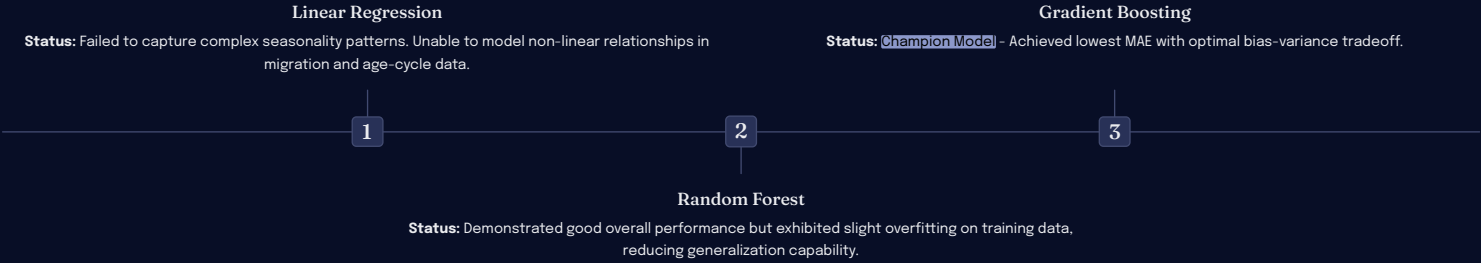 Linear Regression
Status: Failed to capture complex seasonality patterns. Unable to model non-linear relationships in
migration and age-cycle data.
Gradient Boosting
Status: Champion Model - Achieved lowest MAE with optimal bias-variance tradeoff.
1
2
3
Random Forest
Status: Demonstrated good overall performance but exhibited slight overfitting on training data,
reducing generalization capability.